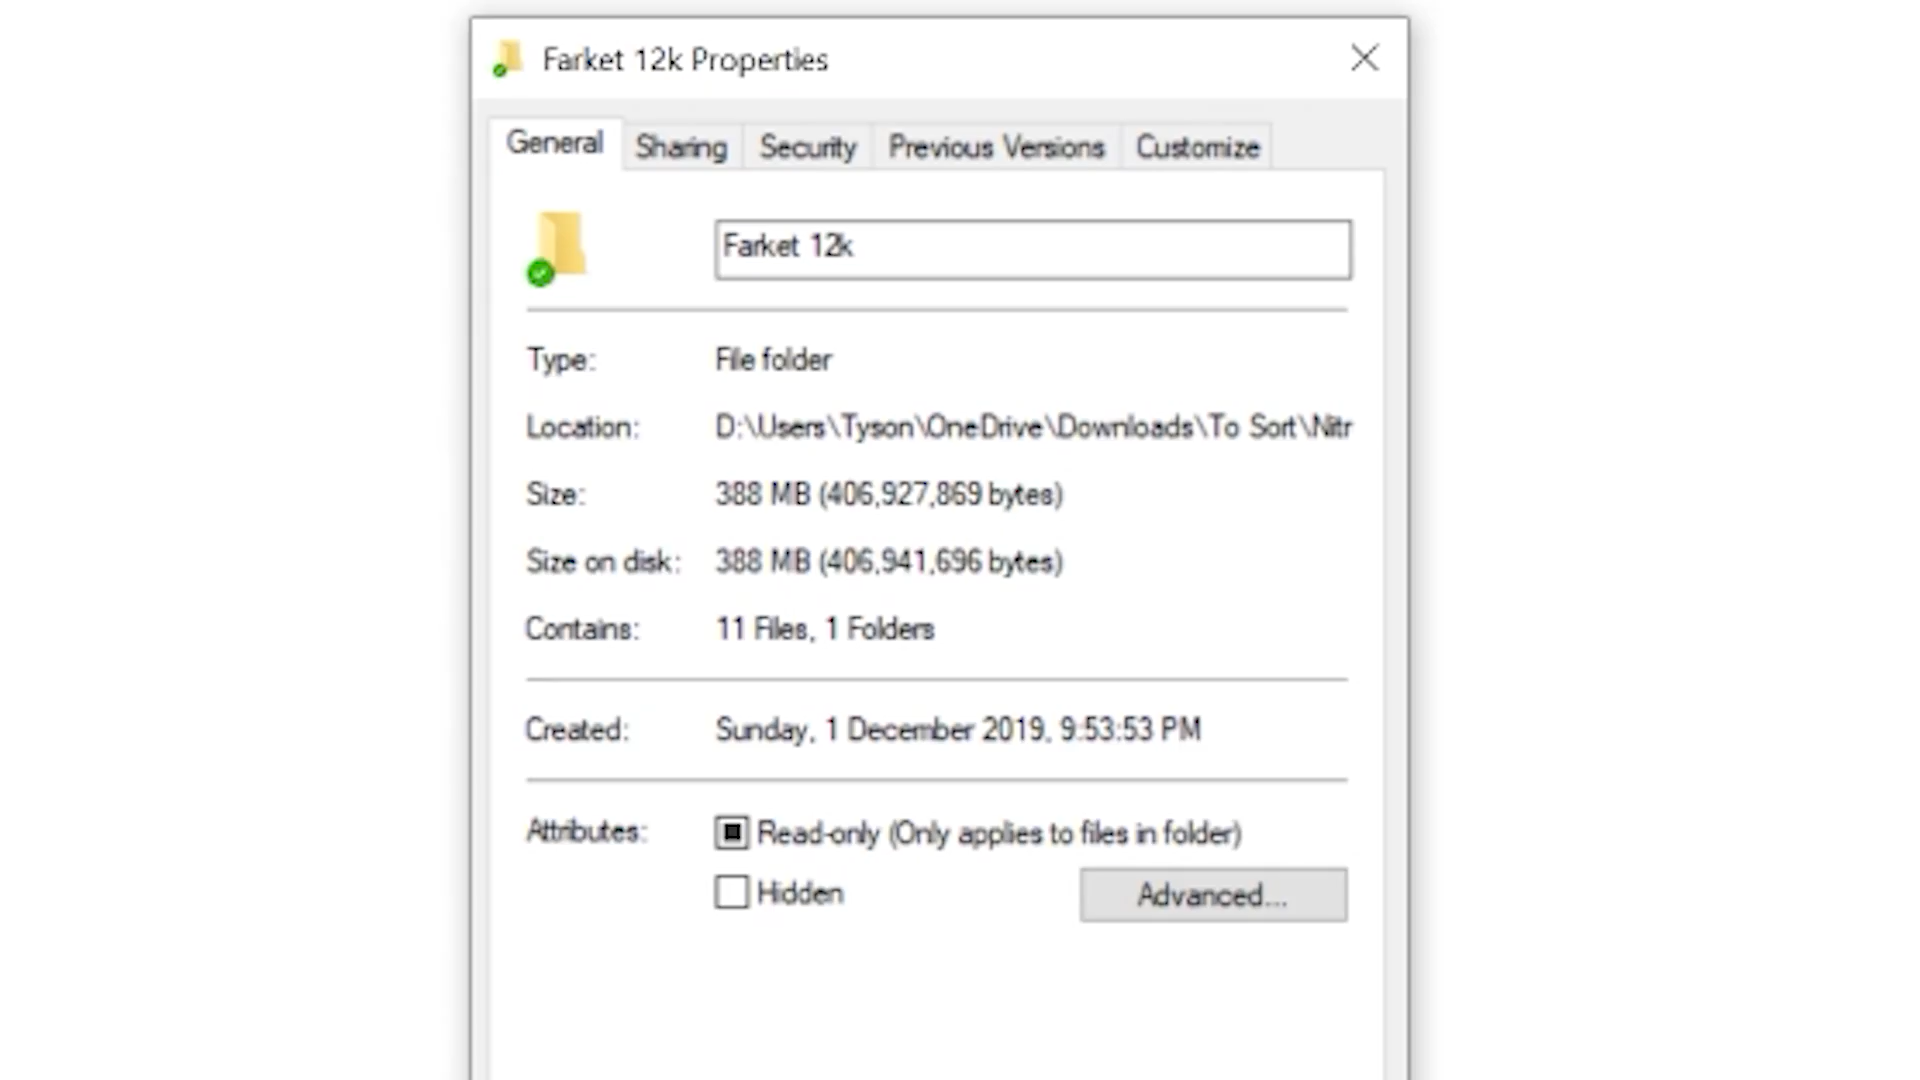 Farket 12k Properties
General Sharing Security Previous Versions Customize
Farket 12k
Type: File folder
Location: D:\Users\Tyson\OneDrive\Downloads\To Sort\Nitr
Size: 388 MB (406,927,869 bytes)
Size on disk: 388 MB (406,941,696 bytes)
Contains: 11 Files, 1 Folders
Created: Sunday, 1 December 2019, 9:53:53 PM
Attributes: Read-only (Only applies to files in folder)
Hidden Advanced...